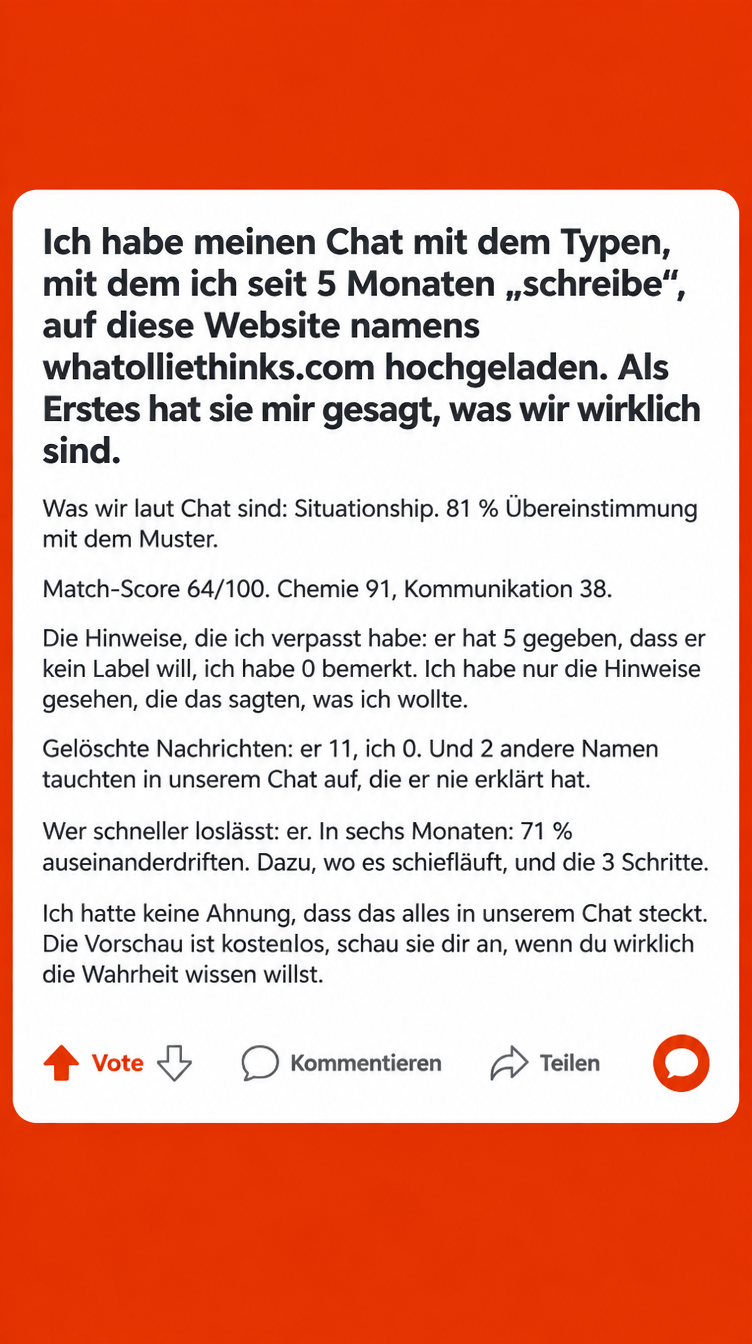 Ich habe meinen Chat mit dem Typen,
mit dem ich seit 5 Monaten „schreibe“,
auf diese Website namens
whatolliethinks.com hochgeladen. Als
Erstes hat sie mir gesagt, was wir wirklich
sind.
Was wir laut Chat sind: Situationship. 81 % Übereinstimmung
mit dem Muster.
Match-Score 64/100. Chemie 91, Kommunikation 38.
Die Hinweise, die ich verpasst habe: er hat 5 gegeben, dass er
kein Label will, ich habe 0 bemerkt. Ich habe nur die Hinweise
gesehen, die das sagten, was ich wollte.
Gelöschte Nachrichten: er 11, ich 0. Und 2 andere Namen
tauchten in unserem Chat auf, die er nie erklärt hat.
Wer schneller loslässt: er. In sechs Monaten: 71 %
auseinanderdriften. Dazu, wo es schiefläuft, und die 3 Schritte.
Ich hatte keine Ahnung, dass das alles in unserem Chat steckt.
Die Vorschau ist kostenlos, schau sie dir an, wenn du wirklich
die Wahrheit wissen willst.
Vote Kommentieren Teilen